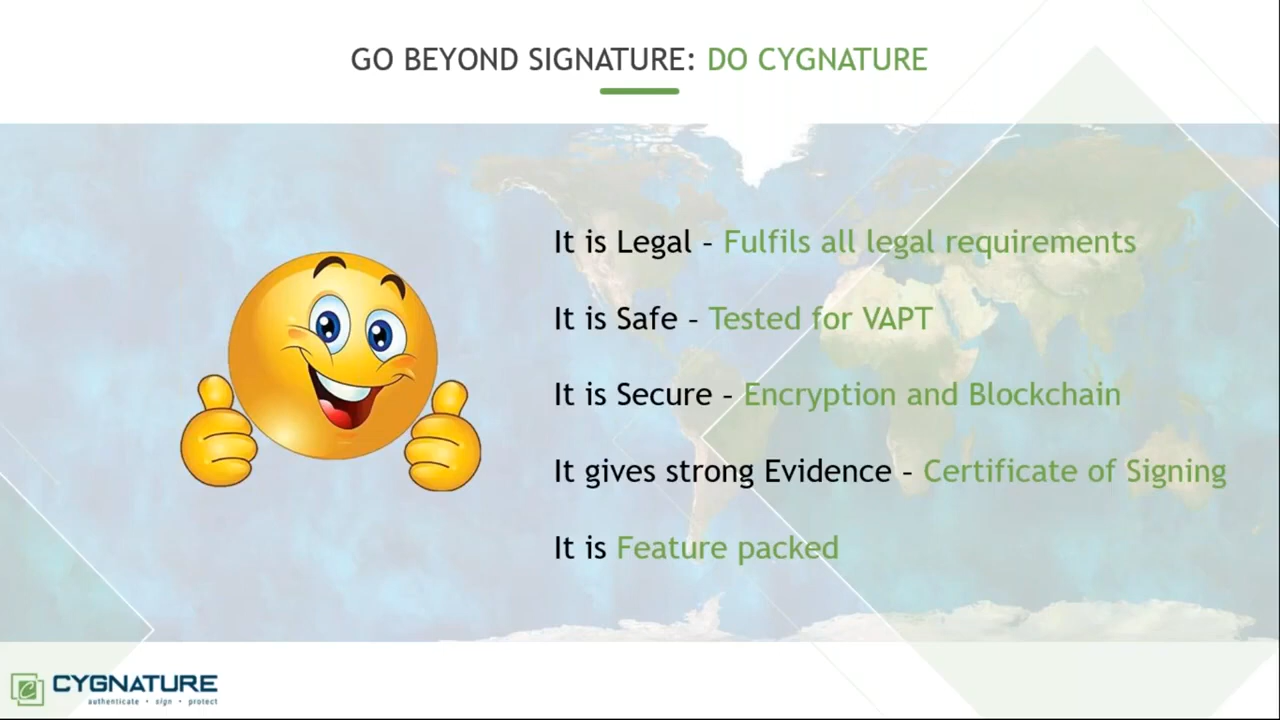 GO BEYOND SIGNATURE: DO CYGNATURE
It is Legal – Fulfils all legal requirements
It is Safe – Tested for VAPT
It is Secure – Encryption and Blockchain
It gives strong Evidence – Certificate of Signing
It is Feature packed
CYGNATURE
authenticate • sign • protect